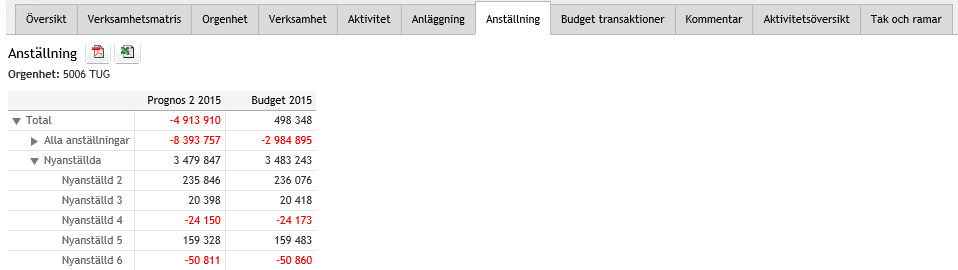 Översikt Verksamhetsmatris Orgenhet Verksamhet Aktivitet Anläggning Anställning Budget transaktioner Kommentar Aktivitetsöversikt Tak och ramar
Anställning
Orgenhet: 5006 TUG
Prognos 2 2015 Budget 2015
Total -4 913 910 498 348
Alla anställningar -8 393 757 -2 984 895
Nyanställda 3 479 847 3 483 243
Nyanställd 2 235 846 236 076
Nyanställd 3 20 398 20 418
Nyanställd 4 -24 150 -24 173
Nyanställd 5 159 328 159 483
Nyanställd 6 -50 811 -50 860